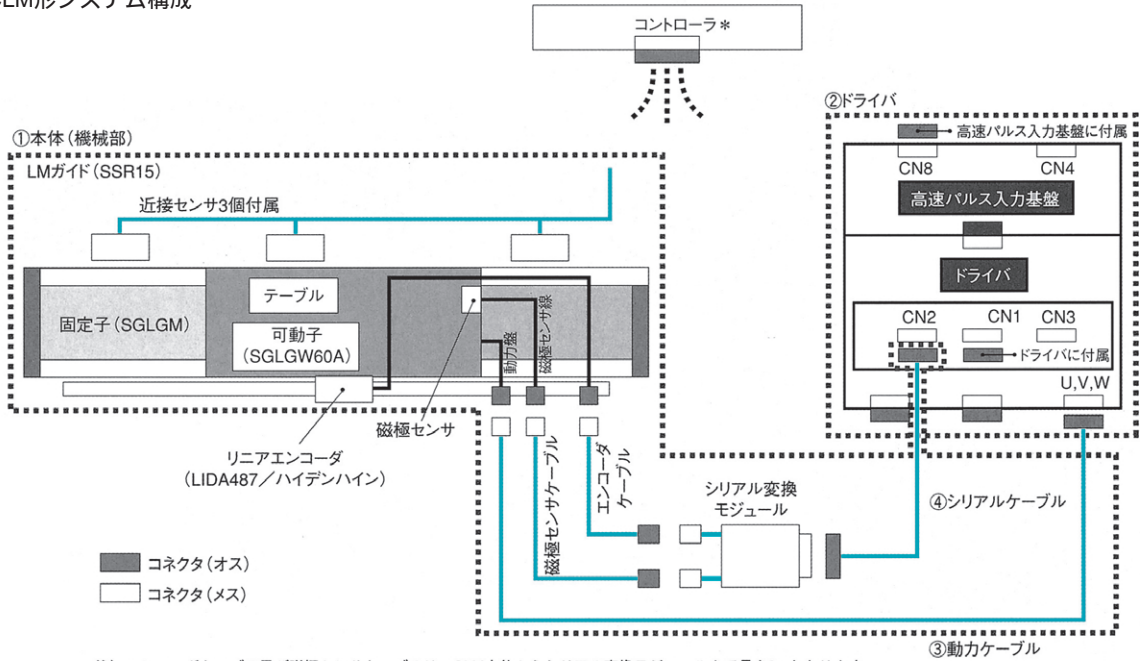 LM形システム構成
コントローラ＊
①本体（機械部）
LMガイド（SSR15）
近接センサ3個付属
テーブル
固定子（SGLGM）
可動子
（SGLGW60A）
動力盤
磁極センサ線
磁極センサ
リニアエンコーダ
（LIDA487／ハイデンハイン）
磁極センサケーブル
エンコーダ
ケーブル
シリアル変換
モジュール
②ドライバ
高速パルス入力基盤に付属
CN8
CN4
高速パルス入力基盤
ドライバ
CN2
CN1
CN3
ドライバに付属
U,V,W
④シリアルケーブル
③動力ケーブル
コネクタ（オス）
コネクタ（メス）